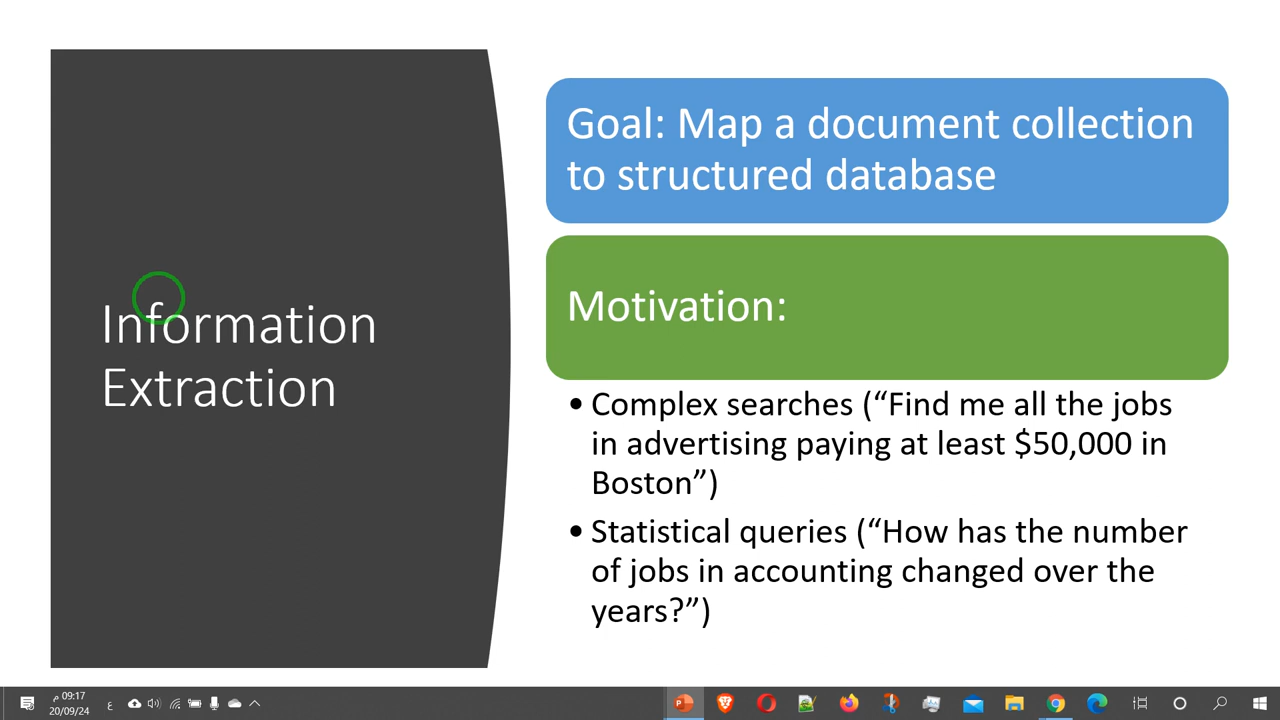 Information
Extraction
Goal: Map a document collection
to structured database
Motivation:
• Complex searches (“Find me all the jobs
in advertising paying at least $50,000 in
Boston”)
• Statistical queries (“How has the number
of jobs in accounting changed over the
years?”)
09:17 م
20/09/24
ع